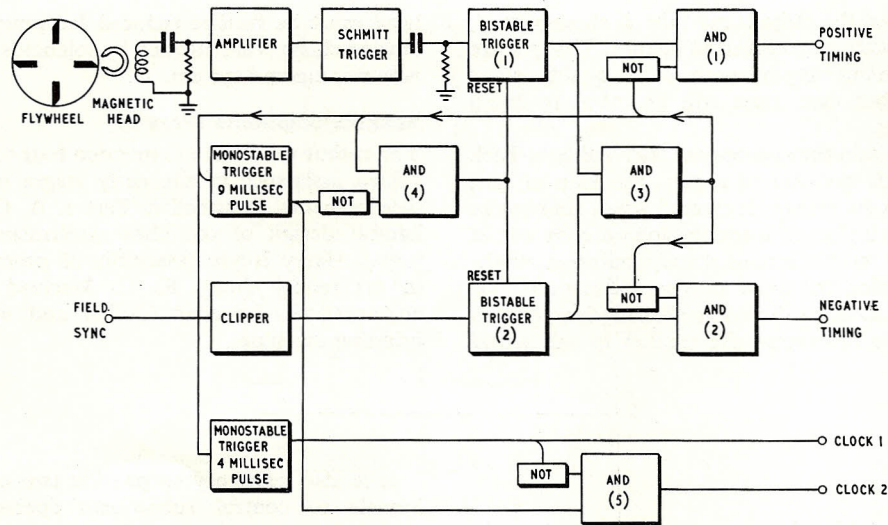 FLYWHEEL
MAGNETIC
HEAD
AMPLIFIER
SCHMITT
TRIGGER
BISTABLE
TRIGGER
(1)
RESET
NOT
AND
(1)
POSITIVE
TIMING
MONOSTABLE
TRIGGER
9 MILLISEC
PULSE
NOT
AND
(4)
AND
(3)
FIELD
SYNC
CLIPPER
RESET
BISTABLE
TRIGGER
(2)
NOT
AND
(2)
NEGATIVE
TIMING
MONOSTABLE
TRIGGER
4 MILLISEC
PULSE
NOT
AND
(5)
CLOCK 1
CLOCK 2